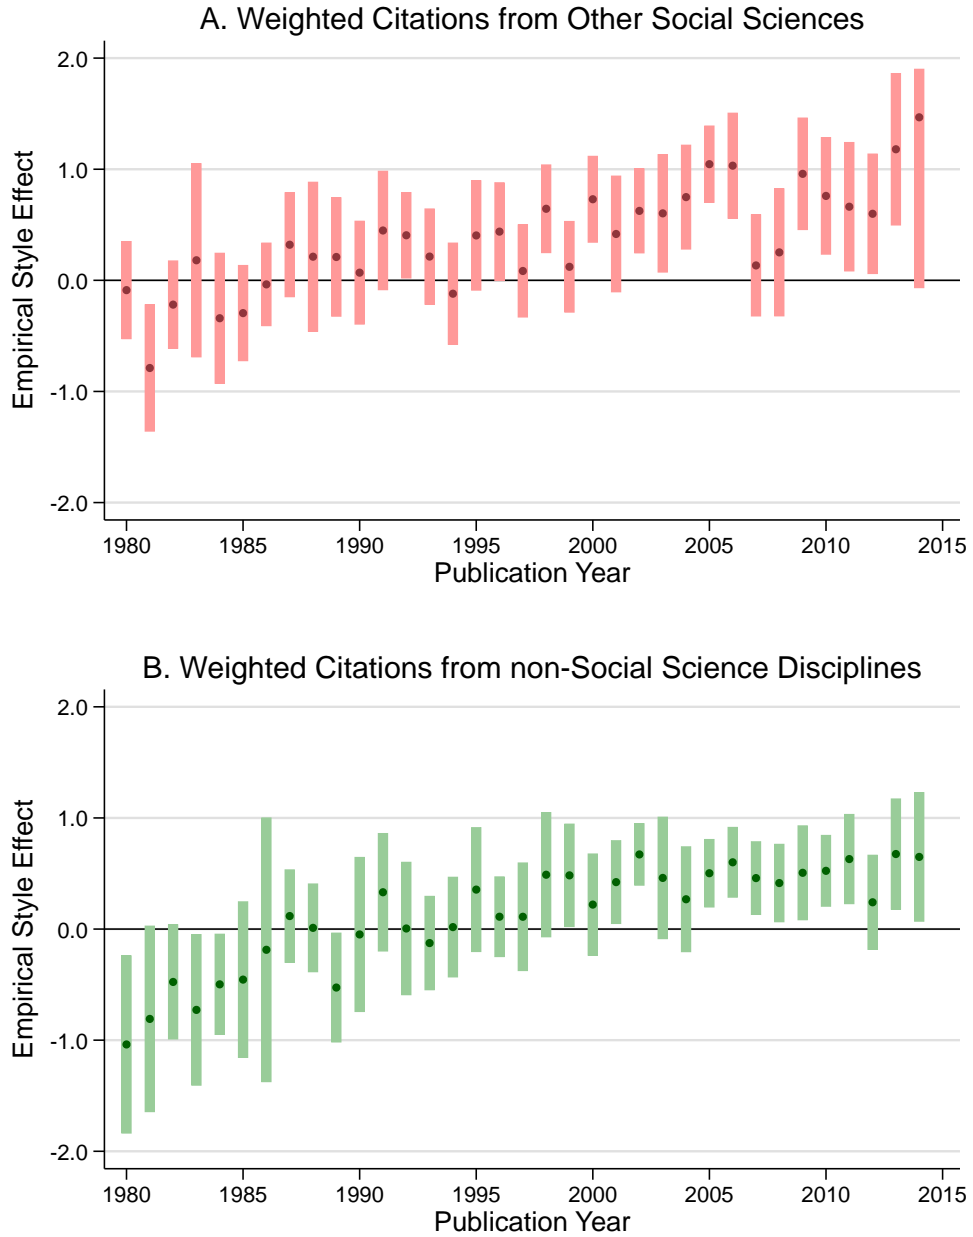 A. Weighted Citations from Other Social Sciences
Empirical Style Effect
2.0
1.0
0.0
-1.0
-2.0
1980 1985 1990 1995 2000 2005 2010 2015
Publication Year
B. Weighted Citations from non-Social Science Disciplines
Empirical Style Effect
2.0
1.0
0.0
-1.0
-2.0
1980 1985 1990 1995 2000 2005 2010 2015
Publication Year